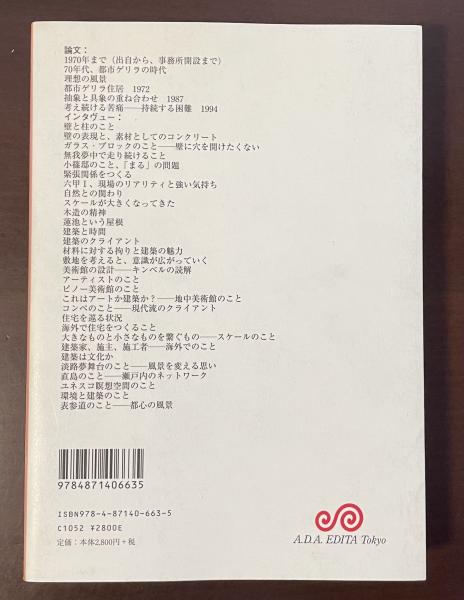 論文：
1970年まで（出自から、事務所開設まで）
70年代、都市ゲリラの時代
理想の風景
都市ゲリラ住居　1972
抽象と具象の重ね合わせ　1987
考え続ける苦痛──持続する困難　1994
インタヴュー：
壁と柱のこと
壁の表現と、素材としてのコンクリート
ガラス・ブロックのこと──壁に穴を開けたくない
無我夢中で走り続けること
小篠邸のこと、「まる」の問題
緊張関係をつくる
六甲Ⅰ、現場のリアリティと強い気持ち
自然との関わり
スケールが大きくなってきた
木造の精神
蓮池という屋根
建築と時間
建築のクライアント
材料に対する拘りと建築の魅力
敷地を考えると、意識が広がっていく
美術館の設計──キンベルの読解
アーティストのこと
ピノー美術館のこと
これはアートか建築か？──地中美術館のこと
コンペのこと──現代流のクライアント
住宅を巡る状況
海外で住宅をつくること
大きなものと小さなものを繋ぐもの──スケールのこと
建築家、施主、施工者──海外でのこと
建築は文化か
淡路夢舞台のこと──風景を変える思い
直島のこと──瀬戸内のネットワーク
ユネスコ瞑想空間のこと
環境と建築のこと
表参道のこと──都心の風景
9784871406635
ISBN978-4-87140-663-5
C1052 ¥2800E
定価：本体2,800円＋税
A.D.A. EDITA Tokyo